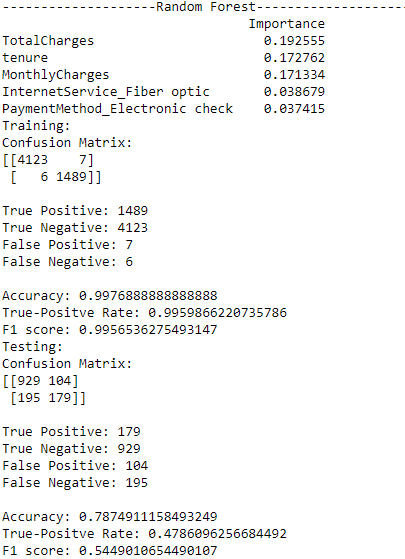 --------------------Random Forest--------------------
Importance
TotalCharges 0.192555
tenure 0.172762
MonthlyCharges 0.171334
InternetService_Fiber optic 0.038679
PaymentMethod_Electronic check 0.037415
Training:
Confusion Matrix:
[[4123    7]
 [   6 1489]]
True Positive: 1489
True Negative: 4123
False Positive: 7
False Negative: 6
Accuracy: 0.9976888888888888
True-Positve Rate: 0.9959866220735786
F1 score: 0.9956536275493147
Testing:
Confusion Matrix:
[[929 104]
 [195 179]]
True Positive: 179
True Negative: 929
False Positive: 104
False Negative: 195
Accuracy: 0.7874911158493249
True-Positve Rate: 0.4786096256684492
F1 score: 0.5449010654490107